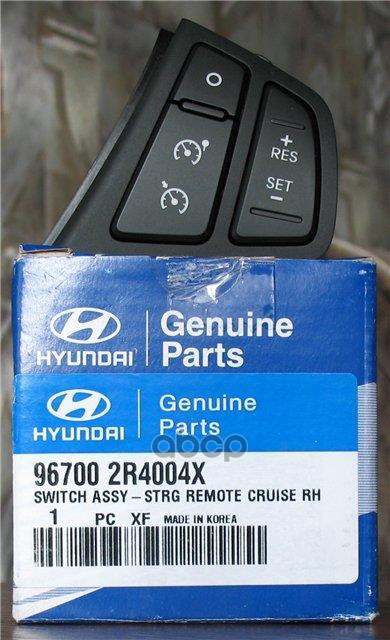 O
+
RES
SET
−
HYUNDAI
Genuine
Parts
HYUNDAI
Genuine
Parts
96700 2R4004X
SWITCH ASSY-STRG REMOTE CRUISE RH
1 PC XF MADE IN KOREA